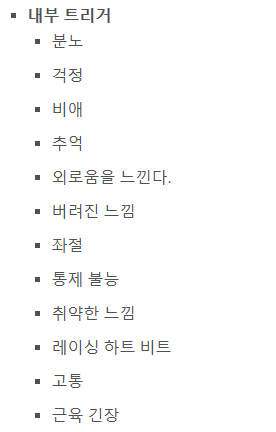 내부 트리거
분노
걱정
비애
추억
외로움을 느낀다.
버려진 느낌
좌절
통제 불능
취약한 느낌
레이싱 하트 비트
고통
근육 긴장